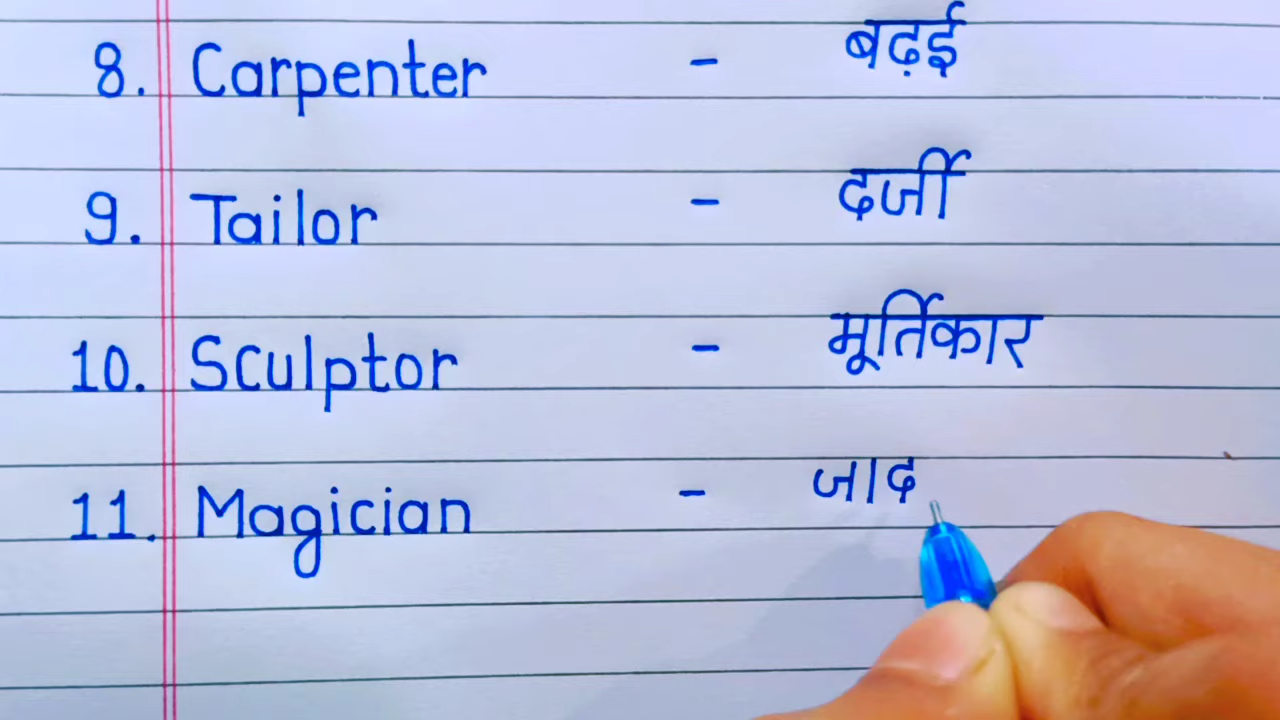 8. Carpenter - बढ़ई
9. Tailor - दर्जी
10. Sculptor - मूर्तिकार
11. Magician - जाद